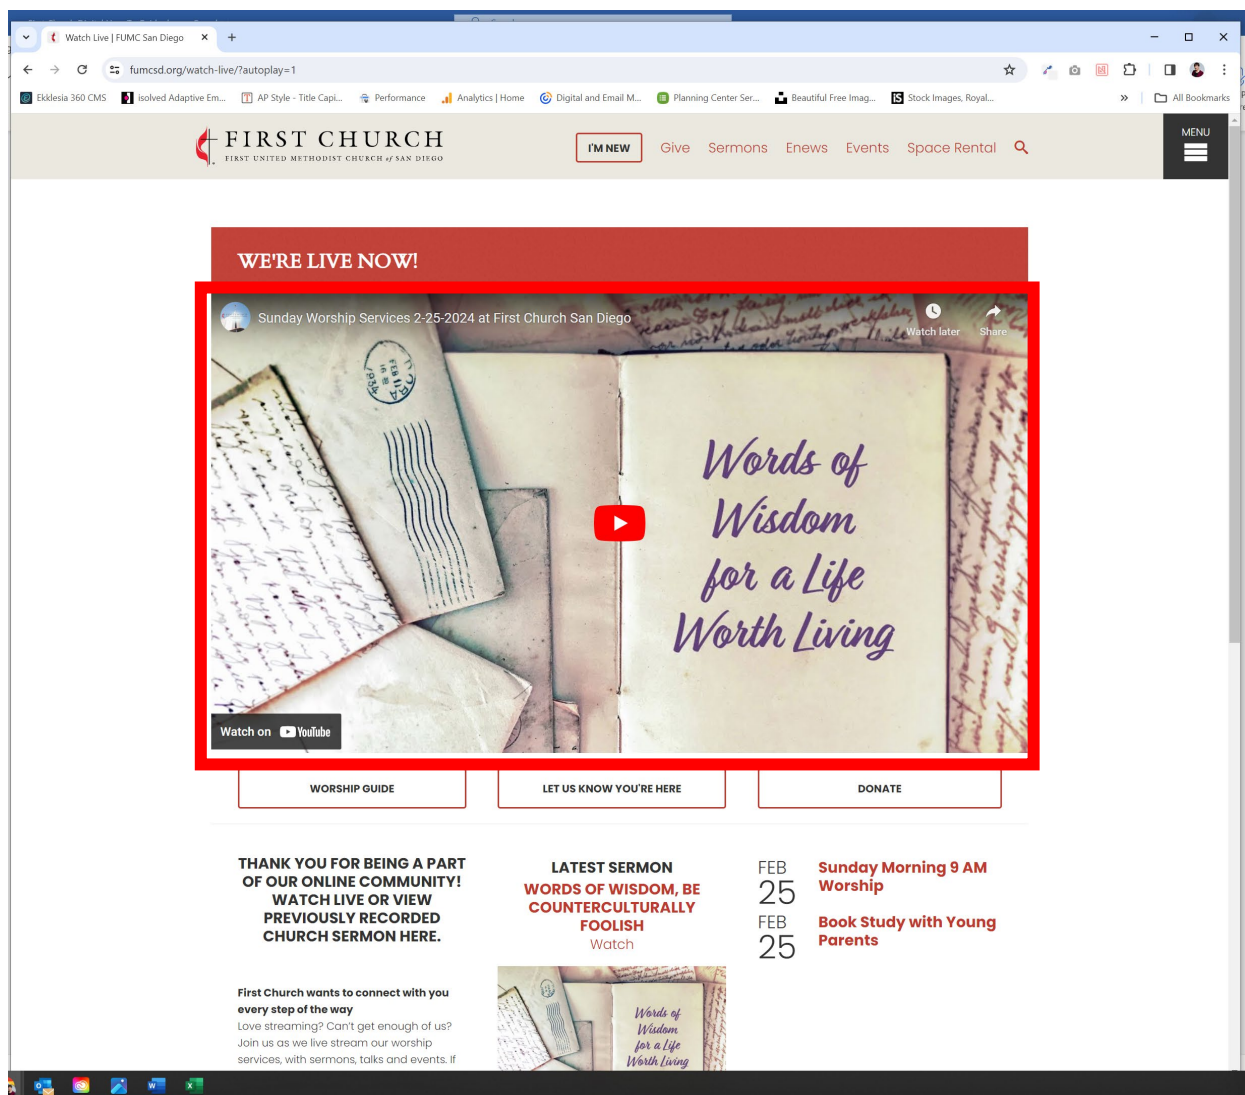 Watch Live | FUMC San Diego
fumcsd.org/watch-live/?autoplay=1
Ekklesia 360 CMS
isolved Adaptive Em...
AP Style - Title Capi...
Performance
Analytics | Home
Digital and Email M...
Planning Center Ser...
Beautiful Free Imag...
Stock Images, Royal...
»
All Bookmarks
FIRST CHURCH
FIRST UNITED METHODIST CHURCH of SAN DIEGO
I'M NEW
Give
Sermons
Enews
Events
Space Rental
MENU
WE'RE LIVE NOW!
Sunday Worship Services 2-25-2024 at First Church San Diego
Watch later
Share
Words of
Wisdom
for a Life
Worth Living
Watch on YouTube
WORSHIP GUIDE
LET US KNOW YOU'RE HERE
DONATE
THANK YOU FOR BEING A PART
OF OUR ONLINE COMMUNITY!
WATCH LIVE OR VIEW
PREVIOUSLY RECORDED
CHURCH SERMON HERE.
First Church wants to connect with you
every step of the way
Love streaming? Can't get enough of us?
Join us as we live stream our worship
services, with sermons, talks and events. If
LATEST SERMON
WORDS OF WISDOM, BE
COUNTERCULTURALLY
FOOLISH
Watch
Words of
Wisdom
for a Life
Worth Living
FEB
25
Sunday Morning 9 AM
Worship
FEB
25
Book Study with Young
Parents